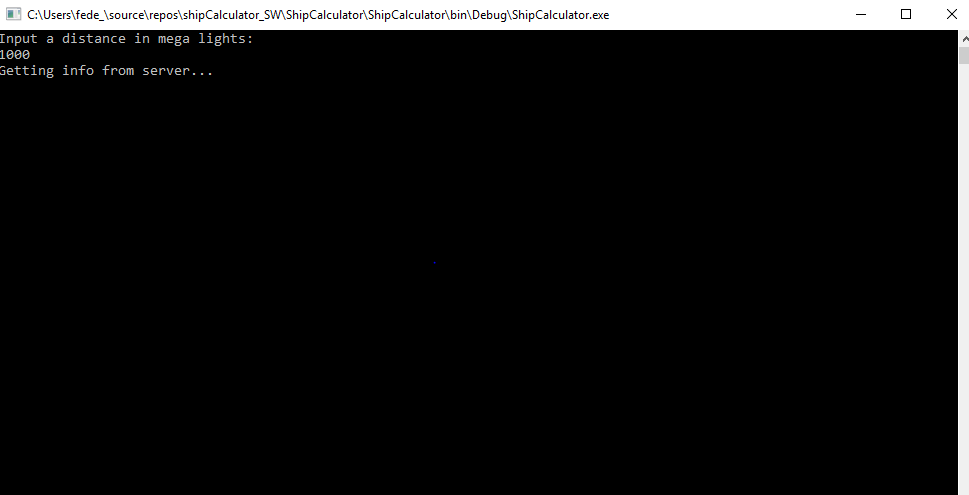 C:\Users\fede_\source\repos\shipCalculator_SW\ShipCalculator\ShipCalculator\bin\Debug\ShipCalculator.exe
Input a distance in mega lights:
1000
Getting info from server...